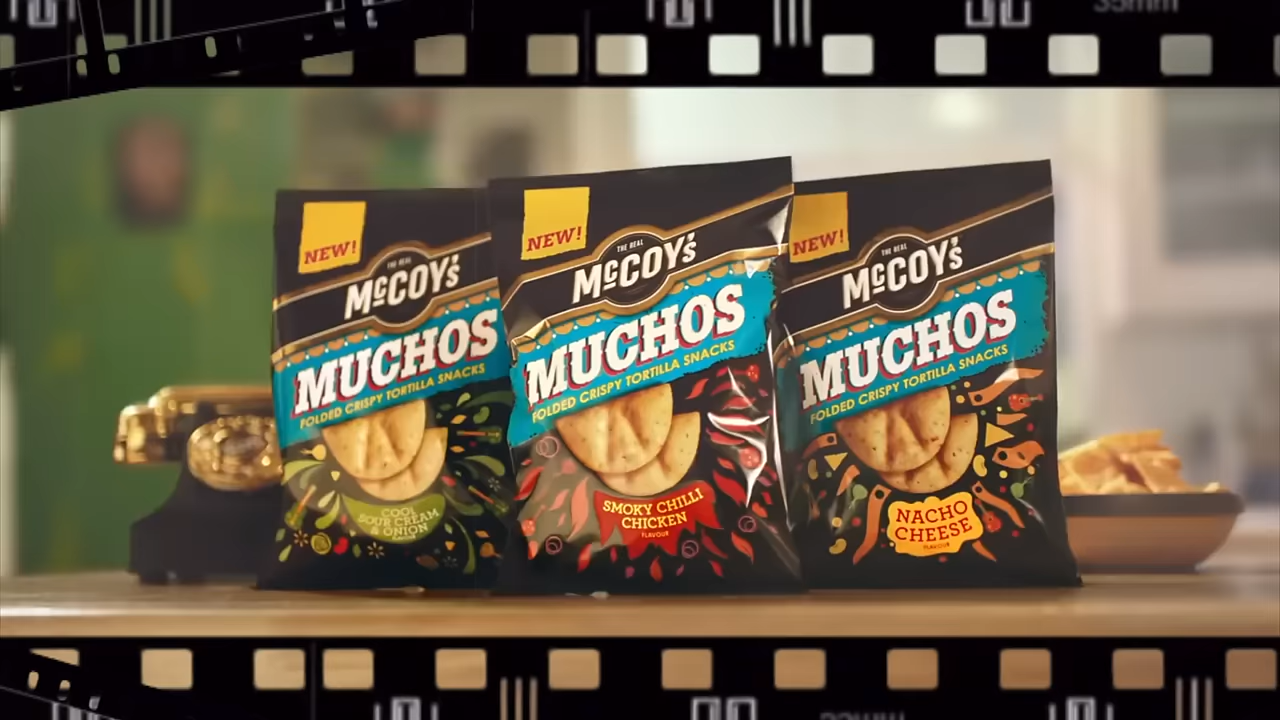 35mm
NEW!
THE REAL
McCOY's
MUCHOS
FOLDED CRISPY TORTILLA SNACKS
COOL
SOUR CREAM
& ONION
FLAVOUR
NEW!
THE REAL
McCOY's
MUCHOS
FOLDED CRISPY TORTILLA SNACKS
SMOKY CHILLI
CHICKEN
FLAVOUR
NEW!
THE REAL
McCOY's
MUCHOS
FOLDED CRISPY TORTILLA SNACKS
NACHO
CHEESE
FLAVOUR